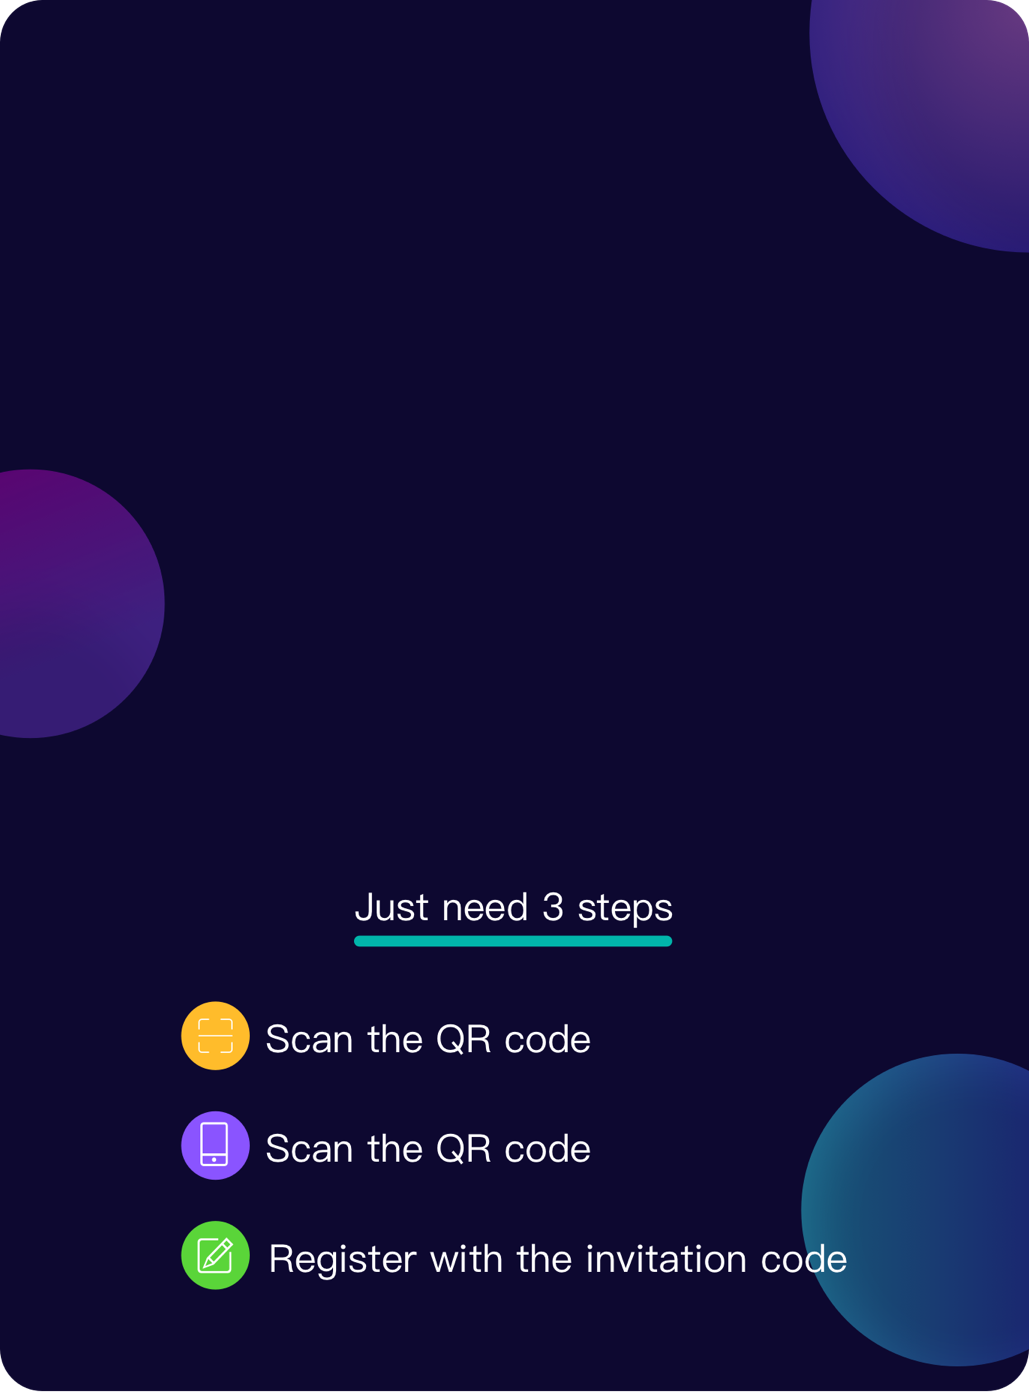 Just need 3 steps
Scan the QR code
Scan the QR code
Register with the invitation code